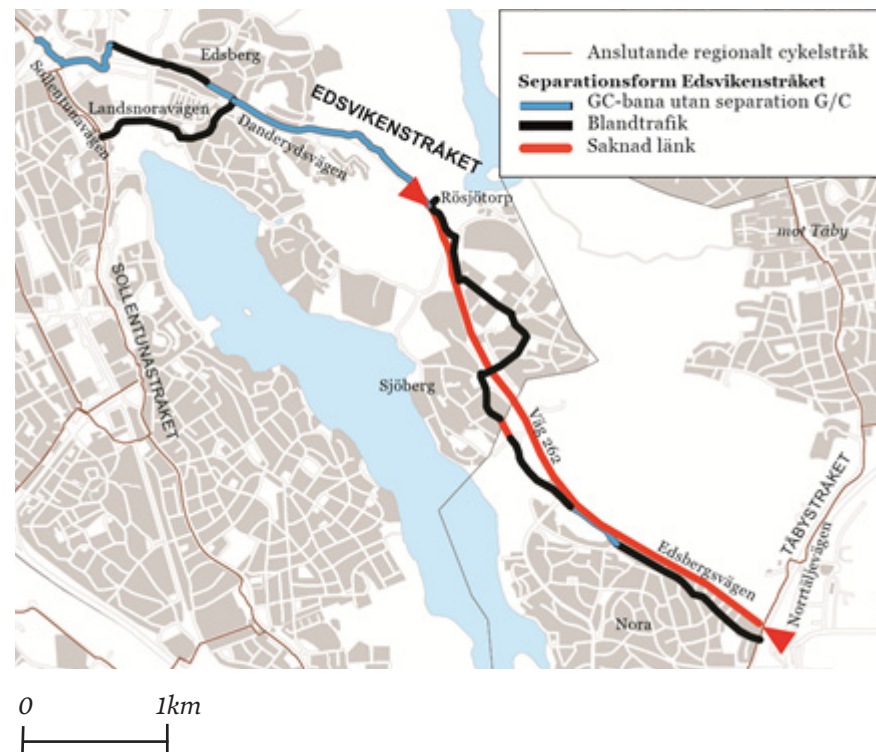 Anslutande regionalt cykelstråk
Separationsform Edsvikenstråket
GC-bana utan separation G/C
Blandtrafik
Saknad länk
Edsberg
Sollentunavägen
Landsnoravägen
EDSVIKENSTRÅKET
Danderydsvägen
Rösjötorp
mot Täby
SOLLENTUNASTRÅKET
Sjöberg
Väg 262
TÄBYSTRÅKET
Edsbergsvägen
Norrtäljevägen
Nora
0 1km